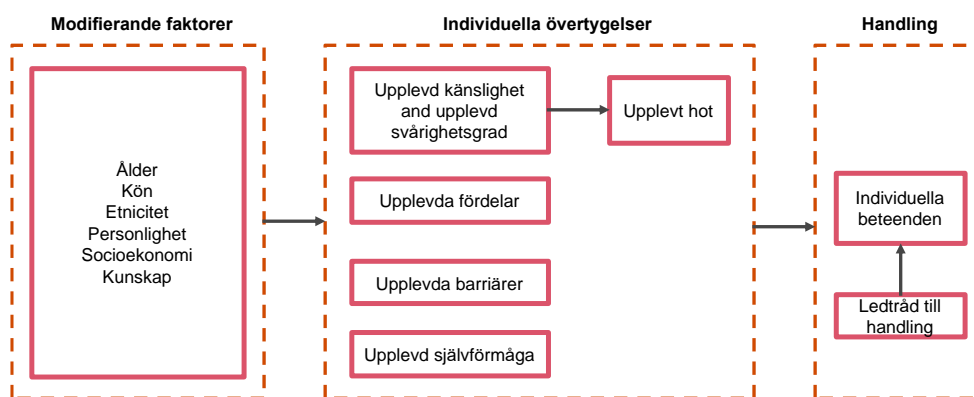 Modifierande faktorer
Individuella övertygelser
Handling
Ålder
Kön
Etnicitet
Personlighet
Socioekonomi
Kunskap
Upplevd känslighet
and upplevd
svårighetsgrad
Upplevt hot
Upplevda fördelar
Upplevda barriärer
Upplevd självförmåga
Individuella
beteenden
Ledtråd till
handling